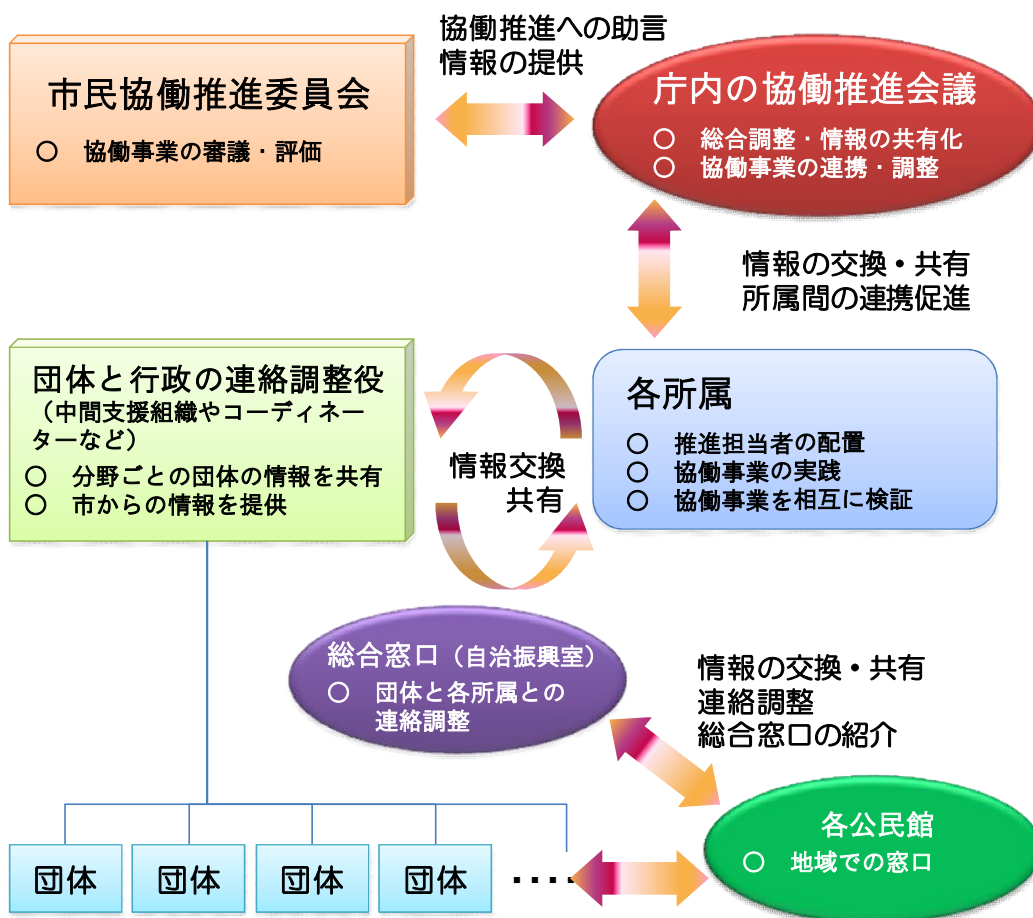 協働推進への助言
情報の提供
市民協働推進委員会
○ 協働事業の審議・評価
庁内の協働推進会議
○ 総合調整・情報の共有化
○ 協働事業の連携・調整
情報の交換・共有
所属間の連携促進
団体と行政の連絡調整役
（中間支援組織やコーディネー
ターなど）
○ 分野ごとの団体の情報を共有
○ 市からの情報を提供
情報交換
共有
各所属
○ 推進担当者の配置
○ 協働事業の実践
○ 協働事業を相互に検証
総合窓口（自治振興室）
○ 団体と各所属との
連絡調整
情報の交換・共有
連絡調整
総合窓口の紹介
各公民館
○ 地域での窓口
団体
団体
団体
団体
・・・・